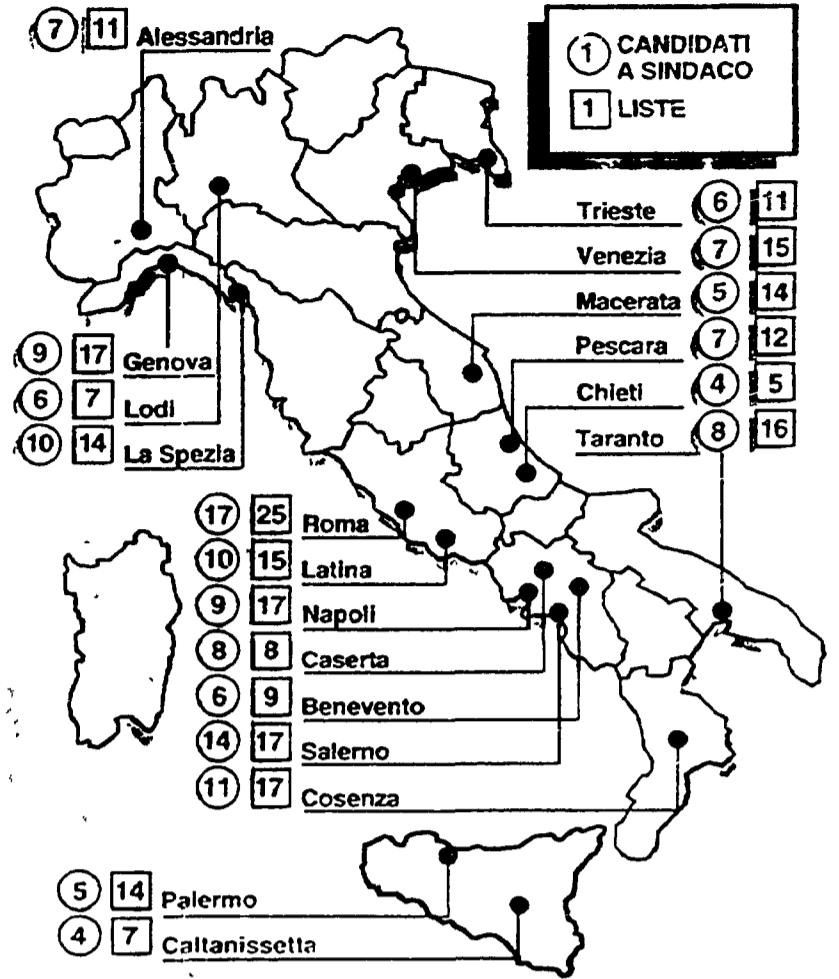 7 11 Alessandria
1 CANDIDATI
A SINDACO
1 LISTE
Trieste 6 11
Venezia 7 15
Macerata 5 14
Pescara 7 12
Chieti 4 5
Taranto 8 16
9 17 Genova
6 7 Lodi
10 14 La Spezia
17 25 Roma
10 15 Latina
9 17 Napoli
8 8 Caserta
6 9 Benevento
14 17 Salerno
11 17 Cosenza
5 14 Palermo
4 7 Caltanissetta